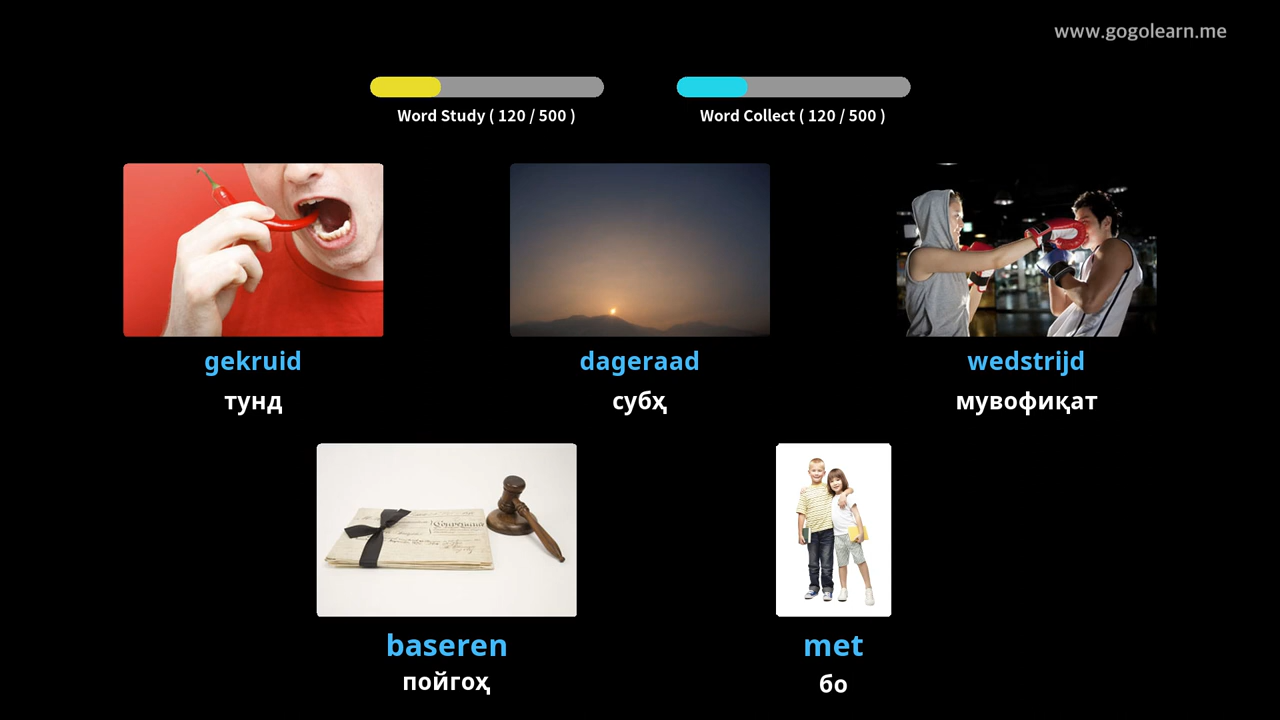 www.gogolearn.me
Word Study ( 120 / 500 )
Word Collect ( 120 / 500 )
gekruid
тунд
dageraad
субҳ
wedstrijd
мувофиқат
baseren
пойгоҳ
met
бо